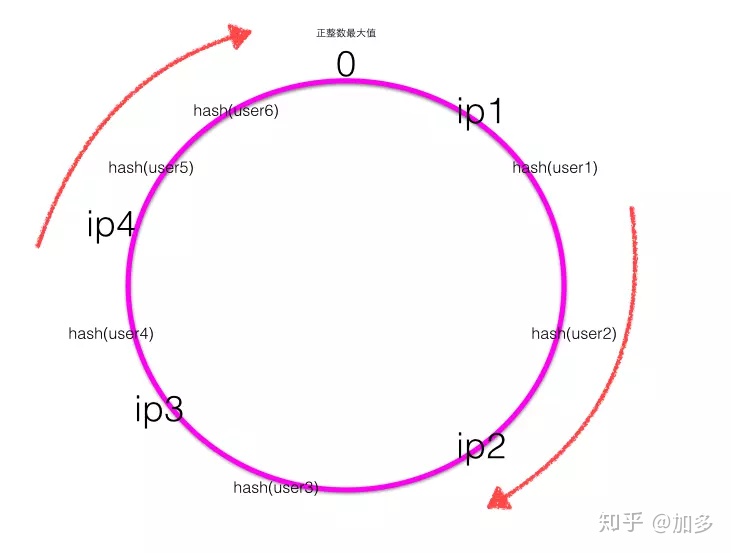 正整数最大值
0
hash(user6)
ip1
hash(user5)
hash(user1)
ip4
hash(user4)
hash(user2)
ip3
ip2
hash(user3)
知乎 @加多